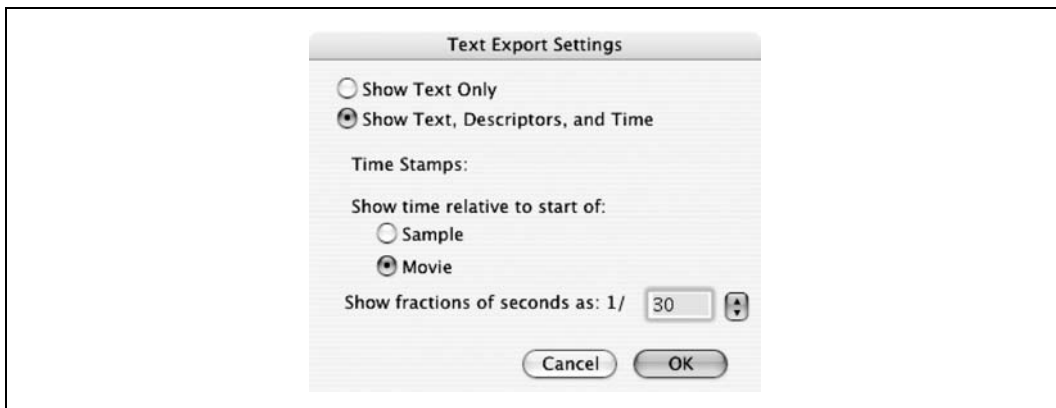 Text Export Settings
Show Text Only
Show Text, Descriptors, and Time
Time Stamps:
Show time relative to start of:
Sample
Movie
Show fractions of seconds as: 1/ 30
Cancel OK